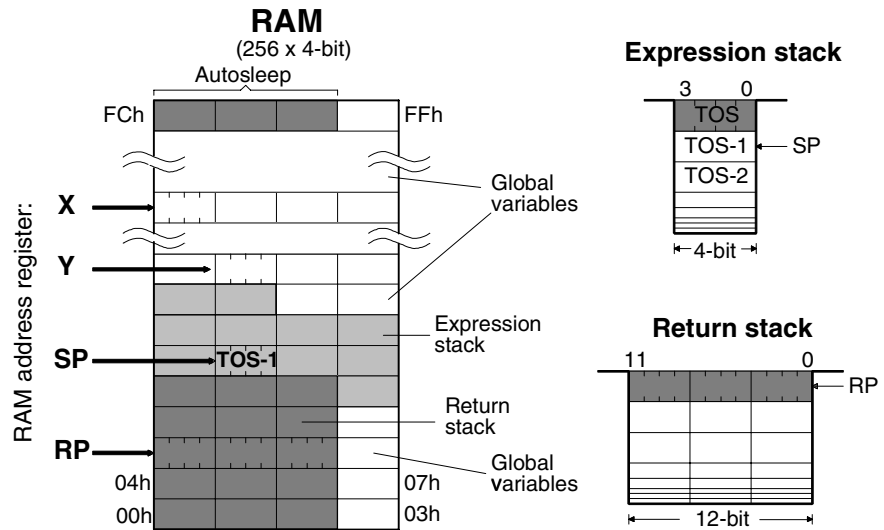 RAM
(256 x 4-bit)
Autosleep
FCh
FFh
RAM address register:
X
Y
SP
TOS-1
RP
04h
00h
07h
03h
Global
variables
Expression
stack
Return
stack
Global
variables
Expression stack
3 0
TOS
TOS-1
SP
TOS-2
4-bit
Return stack
11 0
RP
12-bit